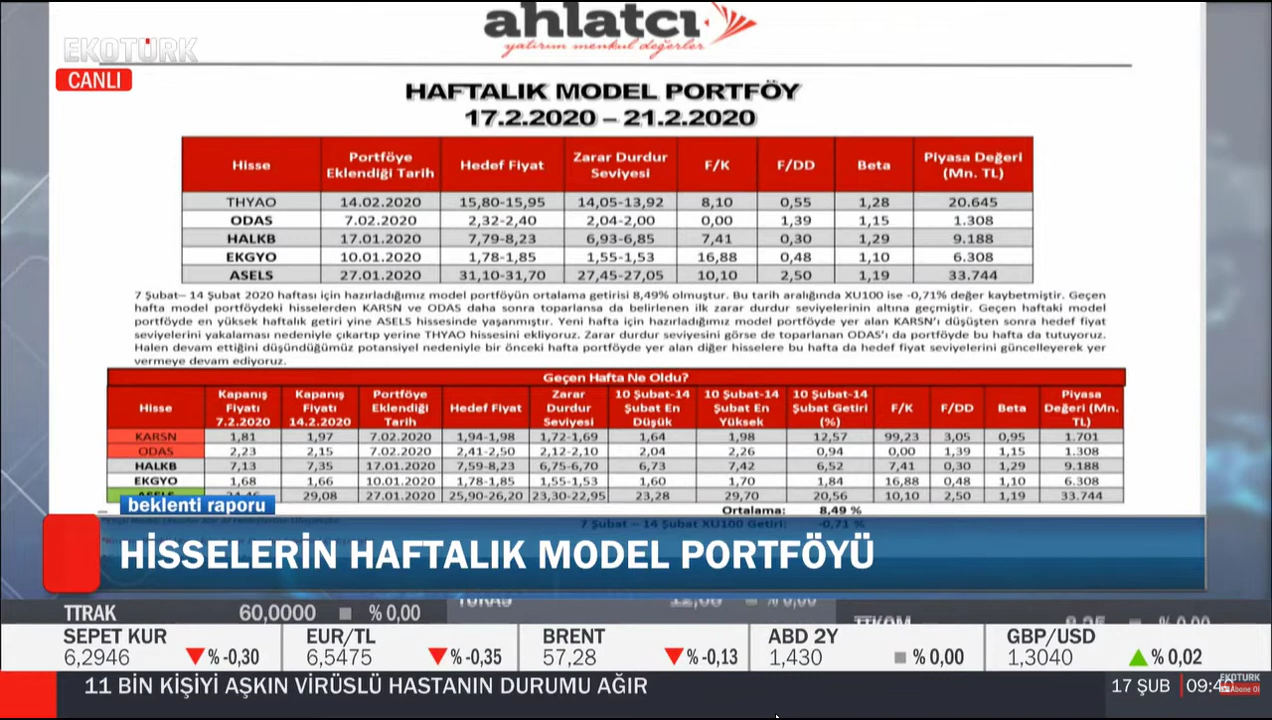 ahlatcı
yatırım menkul değerler
EKOTÜRK
CANLI
HAFTALIK MODEL PORTFÖY
17.2.2020 – 21.2.2020
Hisse Portföye Eklendiği Tarih Hedef Fiyat Zarar Durdur Seviyesi F/K F/DD Beta Piyasa Değeri (Mn. TL)
THYAO 14.02.2020 15,80-15,95 14,05-13,92 8,10 0,55 1,28 20.645
ODAS 7.02.2020 2,32-2,40 2,04-2,00 0,00 1,39 1,15 1.308
HALKB 17.01.2020 7,79-8,23 6,93-6,85 7,41 0,30 1,29 9.188
EKGYO 10.01.2020 1,78-1,85 1,55-1,53 16,88 0,48 1,10 6.308
ASELS 27.01.2020 31,10-31,70 27,45-27,05 10,10 2,50 1,19 33.744
7 Şubat– 14 Şubat 2020 haftası için hazırladığımız model portföyün ortalama getirisi 8,49% olmuştur. Bu tarih aralığında XU100 ise -0,71% değer kaybetmiştir. Geçen
hafta model portföydeki hisselerden KARSN ve ODAS daha sonra toparlansa da belirlenen ilk zarar durdur seviyelerinin altına geçmiştir. Geçen haftaki model
portföyde en yüksek haftalık getiri yine ASELS hissesinde yaşanmıştır. Yeni hafta için hazırladığımız model portföyde yer alan KARSN'ı düşüşten sonra hedef fiyat
seviyelerini yakalaması nedeniyle çıkartıp yerine THYAO hissesini ekliyoruz. Zarar durdur seviyesini görse de toparlanan ODAS'ı da portföyde bu hafta da tutuyoruz.
Halen devam ettiğini düşündüğümüz potansiyel nedeniyle bir önceki hafta portföyde yer alan diğer hisselere bu hafta da hedef fiyat seviyelerini güncelleyerek yer
vermeye devam ediyoruz.
Geçen Hafta Ne Oldu?
Hisse Kapanış Fiyatı 7.2.2020 Kapanış Fiyatı 14.2.2020 Portföye Eklendiği Tarih Hedef Fiyat Zarar Durdur Seviyesi 10 Şubat-14 Şubat En Düşük 10 Şubat-14 Şubat En Yüksek 10 Şubat-14 Şubat Getiri (%) F/K F/DD Beta Piyasa Değeri (Mn. TL)
KARSN 1,81 1,97 7.02.2020 1,94-1,98 1,72-1,69 1,64 1,98 12,57 99,23 3,05 0,95 1.701
ODAS 2,23 2,15 7.02.2020 2,41-2,50 2,12-2,10 2,04 2,26 0,94 0,00 1,39 1,15 1.308
HALKB 7,13 7,35 17.01.2020 7,59-8,23 6,75-6,70 6,73 7,42 6,52 7,41 0,30 1,29 9.188
EKGYO 1,68 1,66 10.01.2020 1,78-1,85 1,55-1,53 1,60 1,70 1,84 16,88 0,48 1,10 6.308
ASELS 29,08 27.01.2020 25,90-26,20 23,30-22,95 23,28 29,70 20,56 10,10 2,50 1,19 33.744
Ortalama: 8,49 %
7 Şubat – 14 Şubat XU100 Getiri: -0,71 %
beklenti raporu
HİSSELERİN HAFTALIK MODEL PORTFÖYÜ
TTRAK 60,0000 % 0,00
SEPET KUR EUR/TL BRENT ABD 2Y GBP/USD
6,2946 % -0,30 6,5475 % -0,35 57,28 % -0,13 1,430 % 0,00 1,3040 % 0,02
11 BİN KİŞİYİ AŞKIN VİRÜSLÜ HASTANIN DURUMU AĞIR
17 ŞUB
EKOTÜRK
Abone Ol